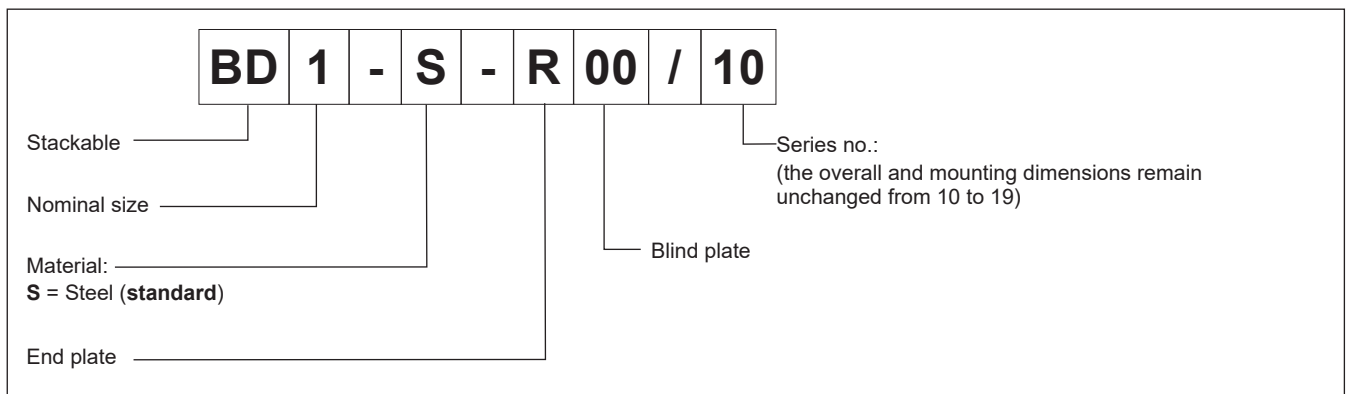 BD 1 - S - R 00 / 10
Stackable
Nominal size
Material:
S = Steel (standard)
End plate
Blind plate
Series no.:
(the overall and mounting dimensions remain
unchanged from 10 to 19)